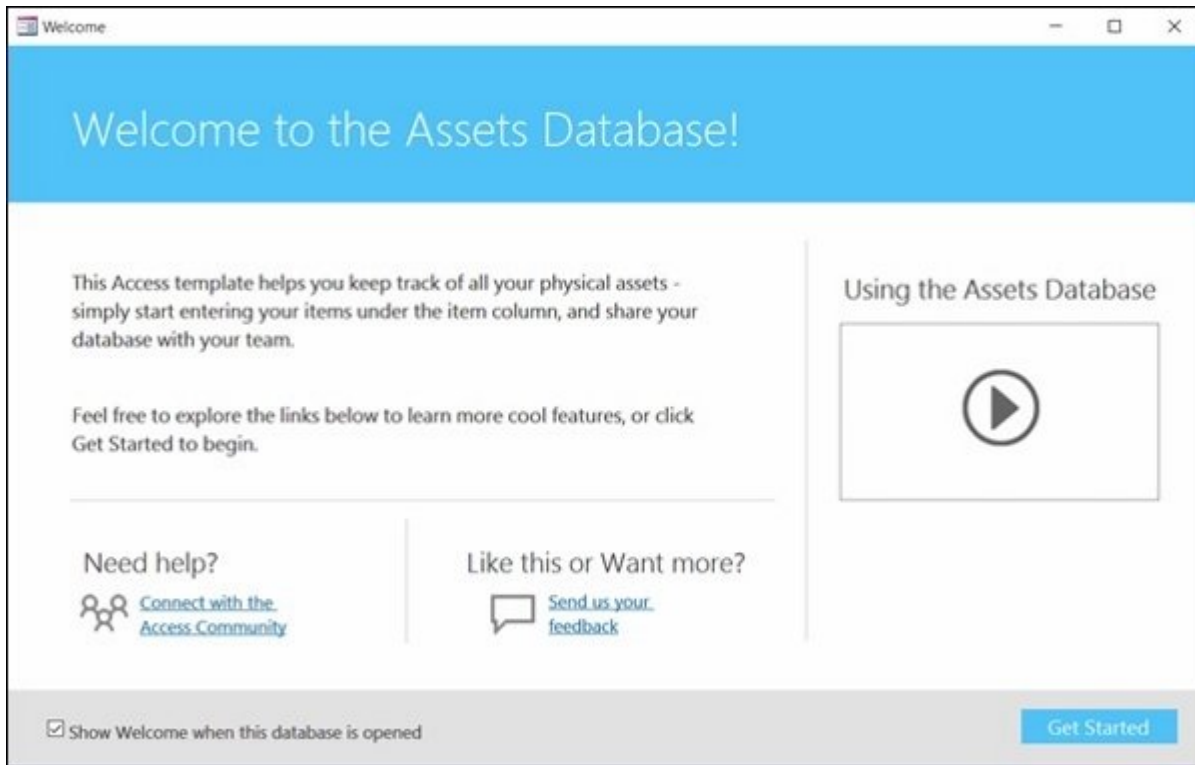 Welcome
Welcome to the Assets Database!
This Access template helps you keep track of all your physical assets -
simply start entering your items under the item column, and share your
database with your team.
Feel free to explore the links below to learn more cool features, or click
Get Started to begin.
Need help?
Connect with the
Access Community
Like this or Want more?
Send us your
feedback
Using the Assets Database
Show Welcome when this database is opened
Get Started